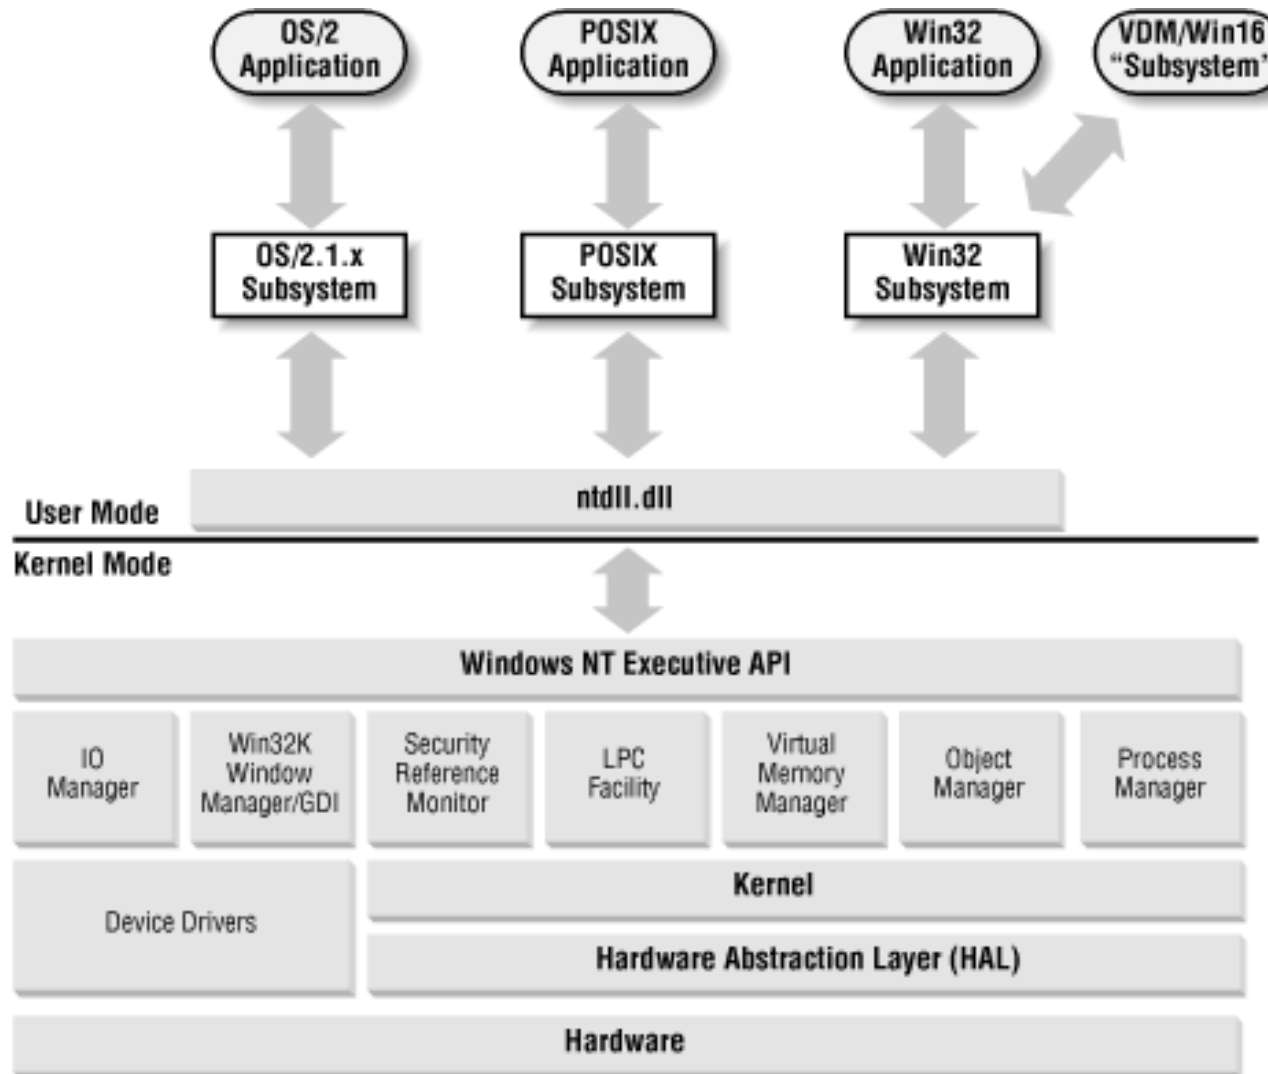 OS/2
Application
POSIX
Application
Win32
Application
VDM/Win16
“Subsystem”
OS/2.1.x
Subsystem
POSIX
Subsystem
Win32
Subsystem
ntdll.dll
User Mode
Kernel Mode
Windows NT Executive API
IO
Manager
Win32K
Window
Manager/GDI
Security
Reference
Monitor
LPC
Facility
Virtual
Memory
Manager
Object
Manager
Process
Manager
Device Drivers
Kernel
Hardware Abstraction Layer (HAL)
Hardware